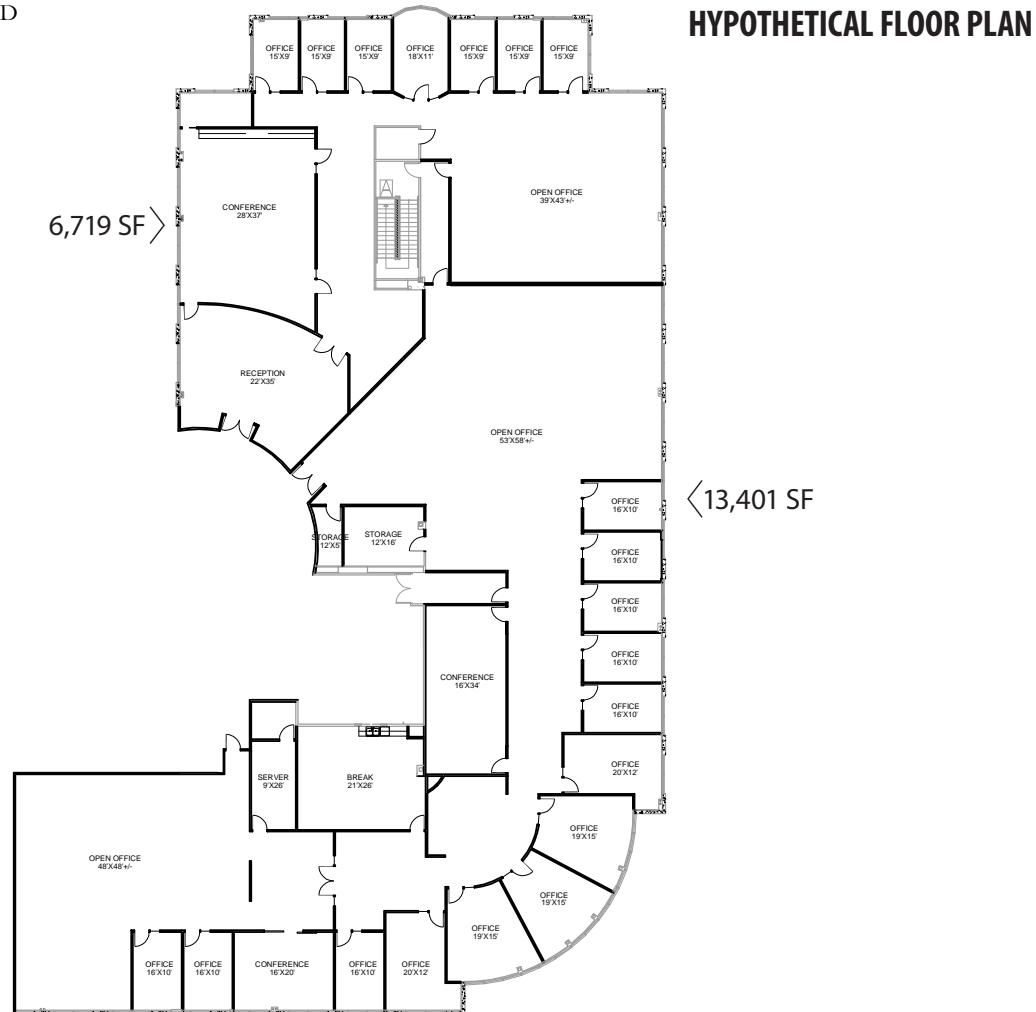 D
HYPOTHETICAL FLOOR PLAN
OFFICE
15'X9'
OFFICE
15'X9'
OFFICE
15'X9'
OFFICE
18'X11'
OFFICE
15'X9'
OFFICE
15'X9'
OFFICE
15'X9'
CONFERENCE
28'X37'
OPEN OFFICE
39'X43'+/-
6,719 SF
RECEPTION
22'X35'
OPEN OFFICE
53'X58'+/-
13,401 SF
OFFICE
16'X10'
STORAGE
12'X5'
STORAGE
12'X16'
OFFICE
16'X10'
OFFICE
16'X10'
OFFICE
16'X10'
OFFICE
16'X10'
CONFERENCE
16'X34'
OFFICE
20'X12'
SERVER
9'X26'
BREAK
21'X26'
OFFICE
19'X15'
OPEN OFFICE
48'X48'+/-
OFFICE
19'X15'
OFFICE
19'X15'
OFFICE
16'X10'
OFFICE
16'X10'
CONFERENCE
16'X20'
OFFICE
16'X10'
OFFICE
20'X12'